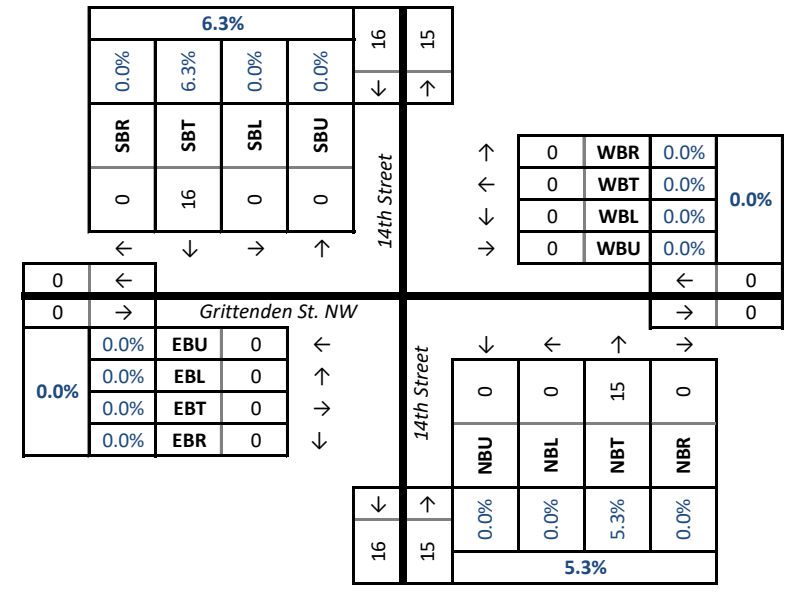 6.3%
16 15
0.0% 6.3% 0.0% 0.0%
↓ ↑
SBR SBT SBL SBU
0 16 0 0
← ↓ → ↑
14th Street
↑ 0 WBR 0.0%
← 0 WBT 0.0%
↓ 0 WBL 0.0%
→ 0 WBU 0.0%
0.0%
0 ←
← 0
0 → Grittenden St. NW
→ 0
0.0%
0.0% EBU 0 ←
0.0% EBL 0 ↑
0.0% EBT 0 →
0.0% EBR 0 ↓
14th Street
↓ ← ↑ →
0 0 15 0
NBU NBL NBT NBR
↓ ↑
0.0% 0.0% 5.3% 0.0%
16 15
5.3%